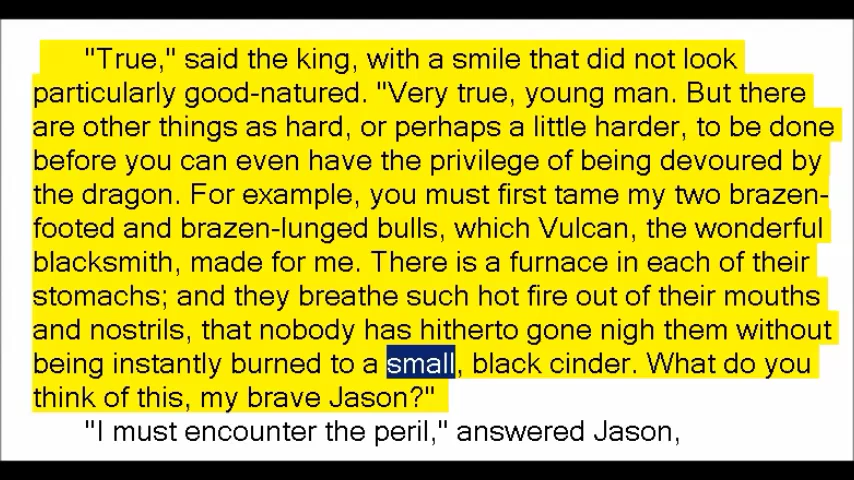 "True," said the king, with a smile that did not look
particularly good-natured. "Very true, young man. But there
are other things as hard, or perhaps a little harder, to be done
before you can even have the privilege of being devoured by
the dragon. For example, you must first tame my two brazen-
footed and brazen-lunged bulls, which Vulcan, the wonderful
blacksmith, made for me. There is a furnace in each of their
stomachs; and they breathe such hot fire out of their mouths
and nostrils, that nobody has hitherto gone nigh them without
being instantly burned to a small, black cinder. What do you
think of this, my brave Jason?"
"I must encounter the peril," answered Jason,